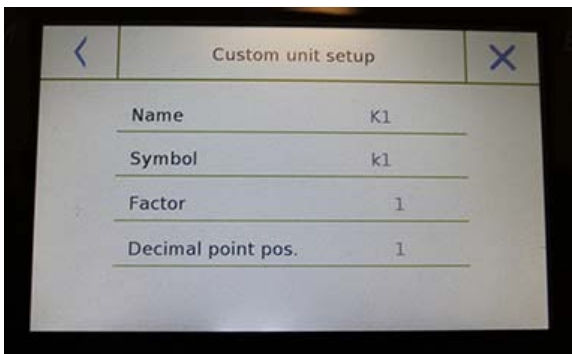 Custom unit setup
Name K1
Symbol k1
Factor 1
Decimal point pos. 1